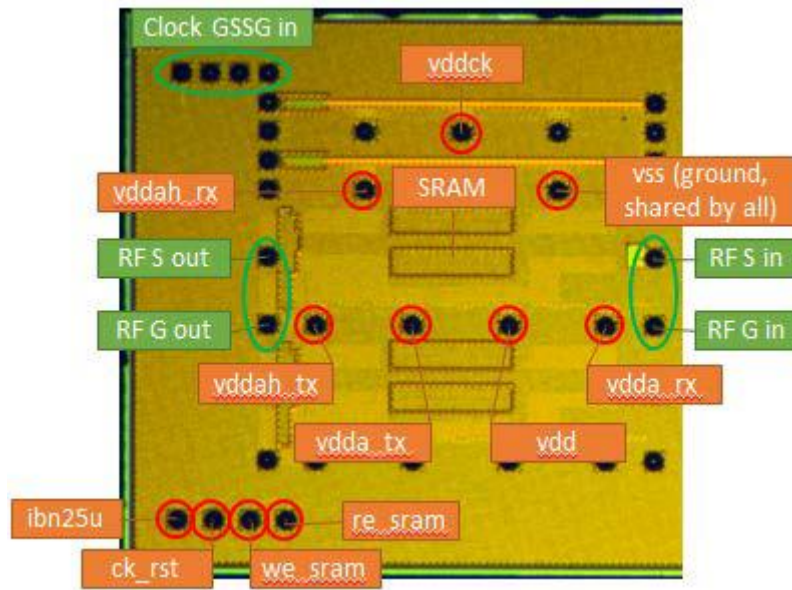 Clock GSSG in
vddck
vddah_rx
SRAM
vss (ground,
shared by all)
RF S out
RF S in
RF G out
RF G in
vddah_tx
vdda_rx
vdda_tx
vdd
ibn25u
re_sram
ck_rst
we_sram